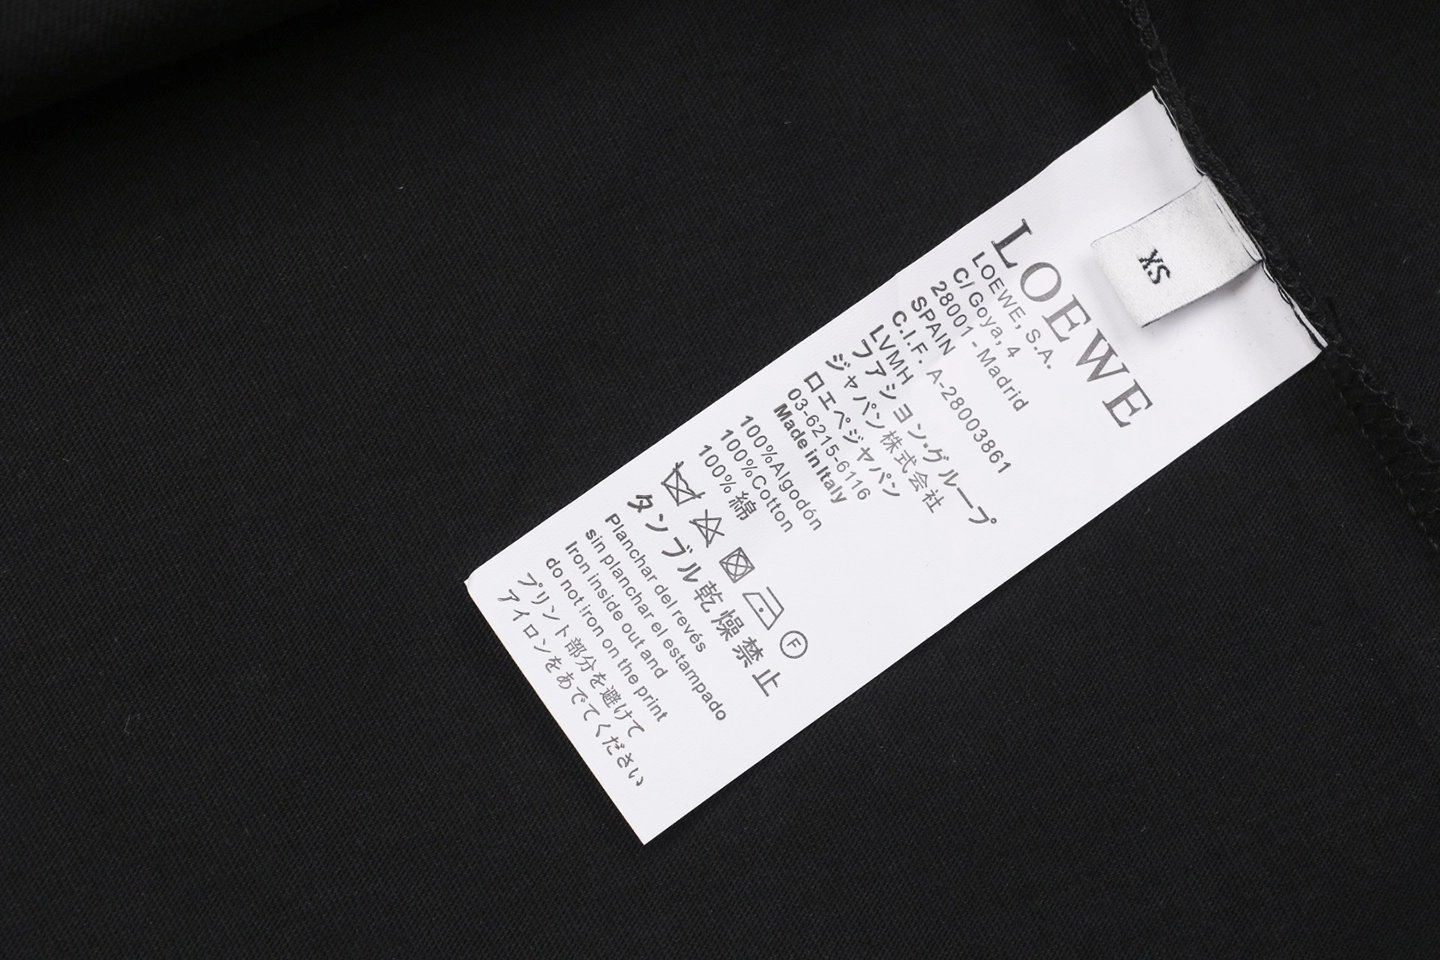 XS
LOEWE
LOEWE, S.A.
C/ Goya, 4
28001 - Madrid
SPAIN
C.I.F. A-28003861
LVMH
ファション・グループ
ジャパン株式会社
ロエベジャパン
03-6215-6116
Made in Italy
100%Algodón
100%Cotton
100% 綿
F
タンブル乾燥禁止
Planchar del revés
sin planchar el estampado
Iron inside out and
do not iron on the print
プリント部分を避けて
アイロンをあでてください